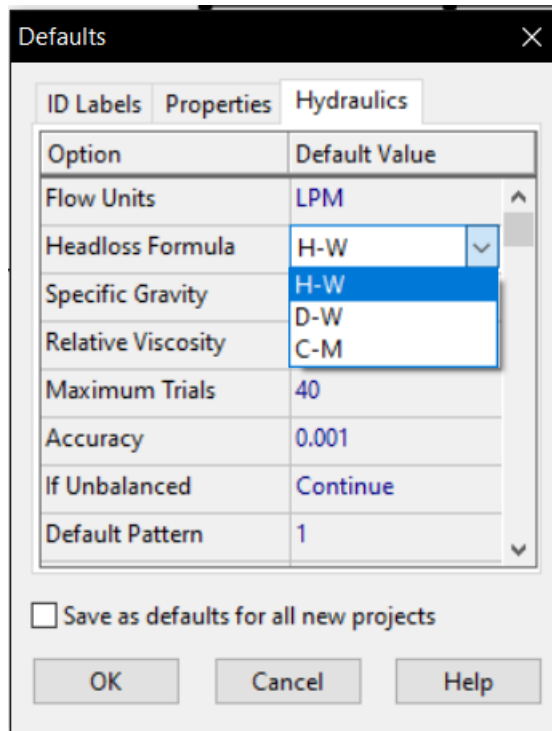 Defaults
ID Labels Properties Hydraulics
Option Default Value
Flow Units LPM
Headloss Formula H-W
H-W
Specific Gravity
D-W
Relative Viscosity
C-M
Maximum Trials 40
Accuracy 0.001
If Unbalanced Continue
Default Pattern 1
Save as defaults for all new projects
OK Cancel Help